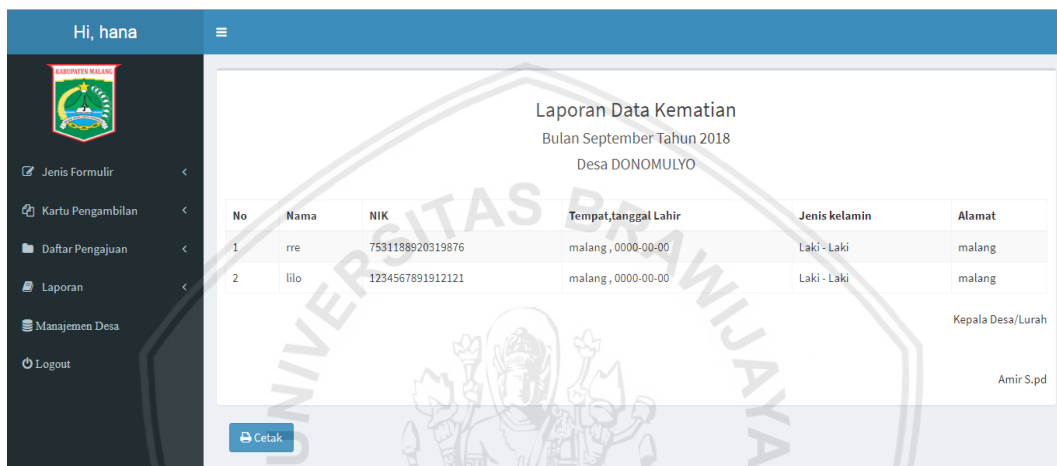 Hi, hana
KABUPATEN MALANG
Jenis Formulir
Kartu Pengambilan
Daftar Pengajuan
Laporan
Manajemen Desa
Logout
Laporan Data Kematian
Bulan September Tahun 2018
Desa DONOMULYO
No Nama NIK Tempat,tanggal Lahir Jenis kelamin Alamat
1 rre 7531188920319876 malang , 0000-00-00 Laki - Laki malang
2 lilo 1234567891912121 malang , 0000-00-00 Laki - Laki malang
Kepala Desa/Lurah
Amir S.pd
Cetak
UNIVERSITAS BRAWIJAYA